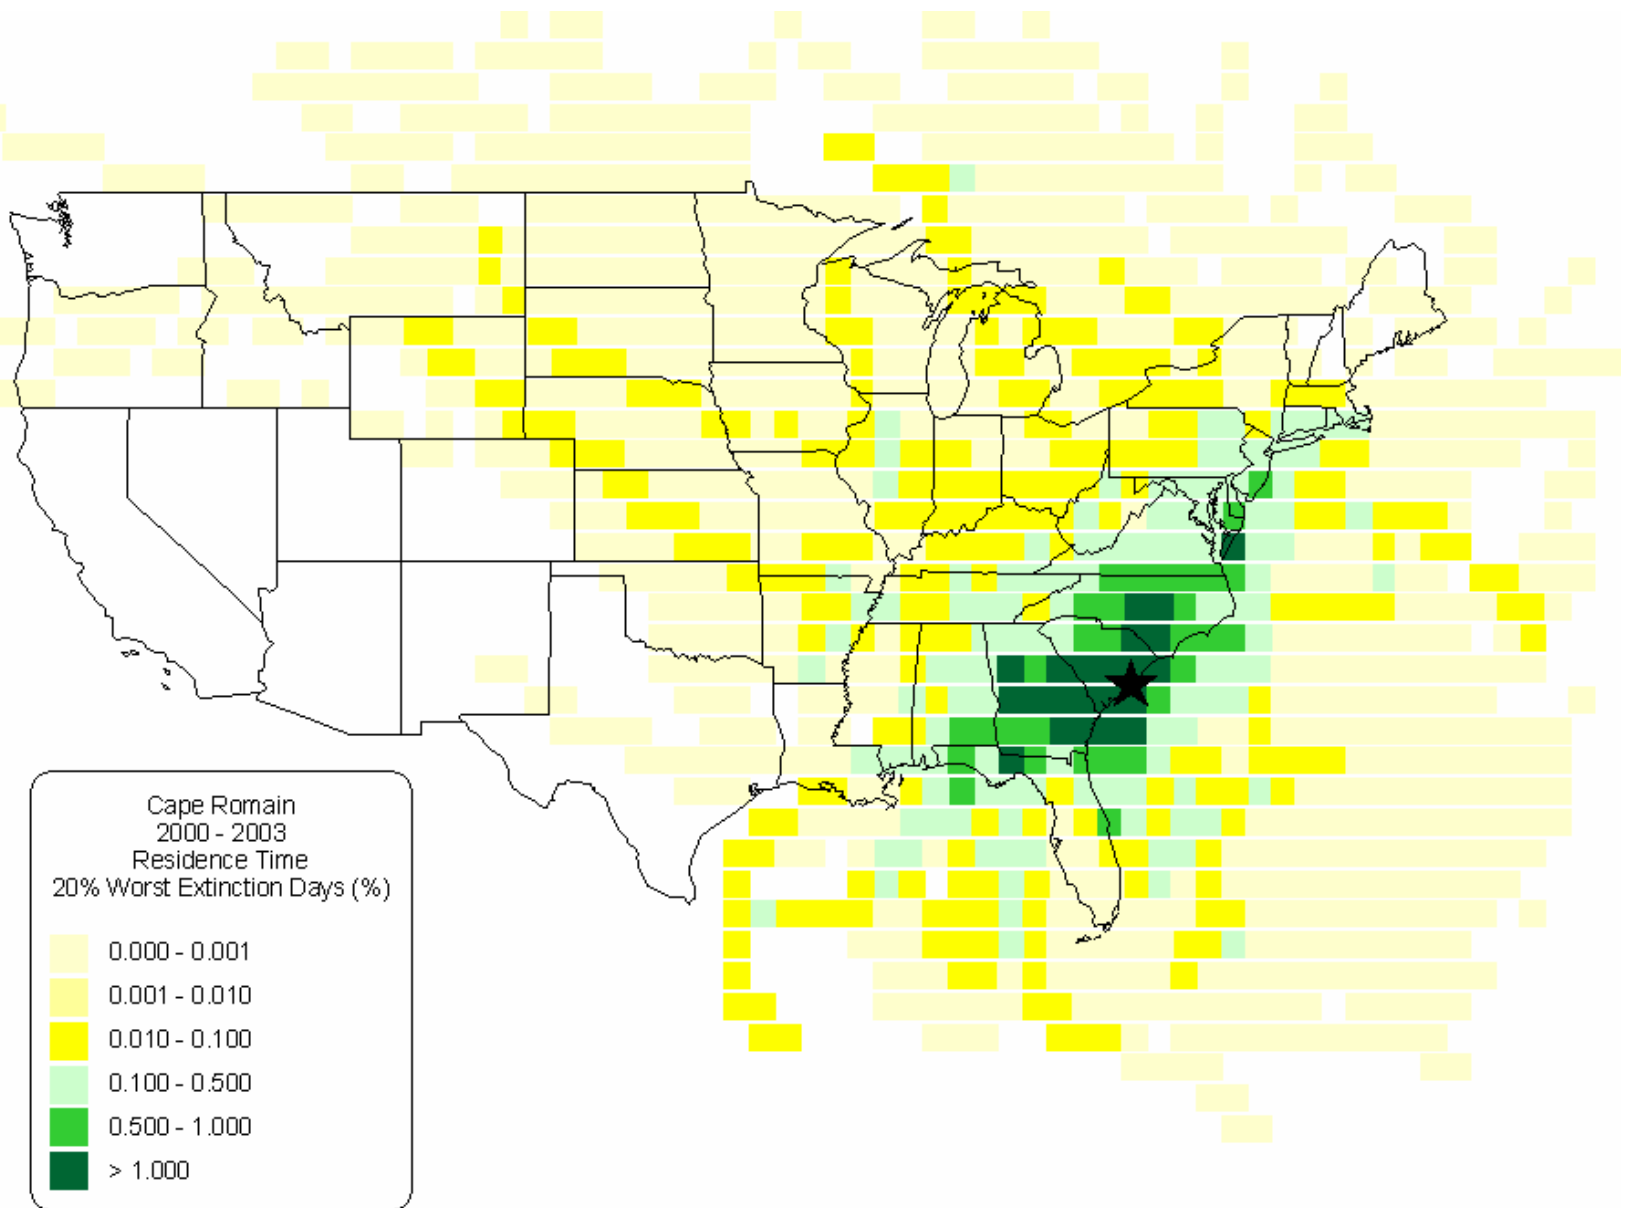 Cape Romain
2000 - 2003
Residence Time
20% Worst Extinction Days (%)
0.000 - 0.001
0.001 - 0.010
0.010 - 0.100
0.100 - 0.500
0.500 - 1.000
> 1.000